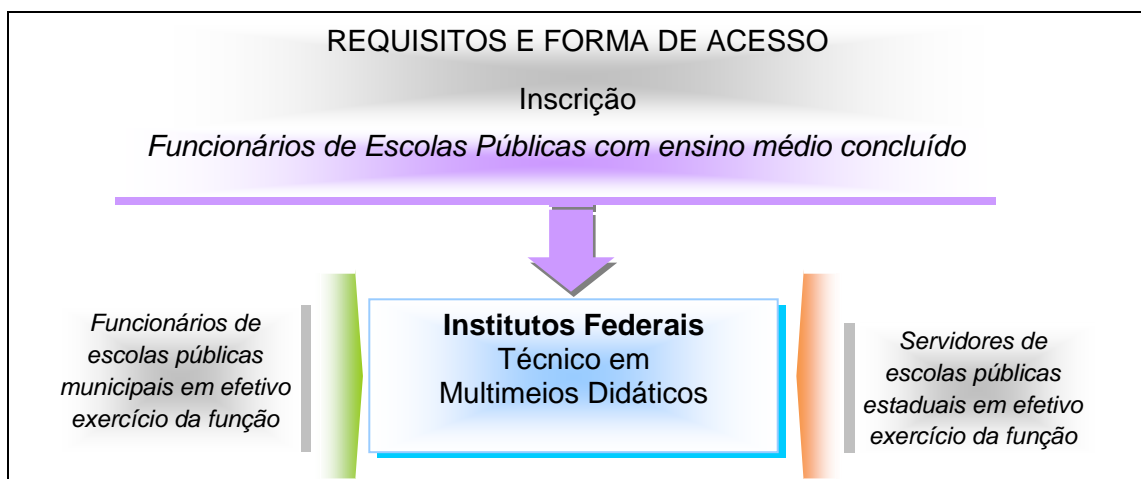 REQUISITOS E FORMA DE ACESSO
Inscrição
Funcionários de Escolas Públicas com ensino médio concluído
Funcionários de
escolas públicas
municipais em efetivo
exercício da função
Institutos Federais
Técnico em
Multimeios Didáticos
Servidores de
escolas públicas
estaduais em efetivo
exercício da função